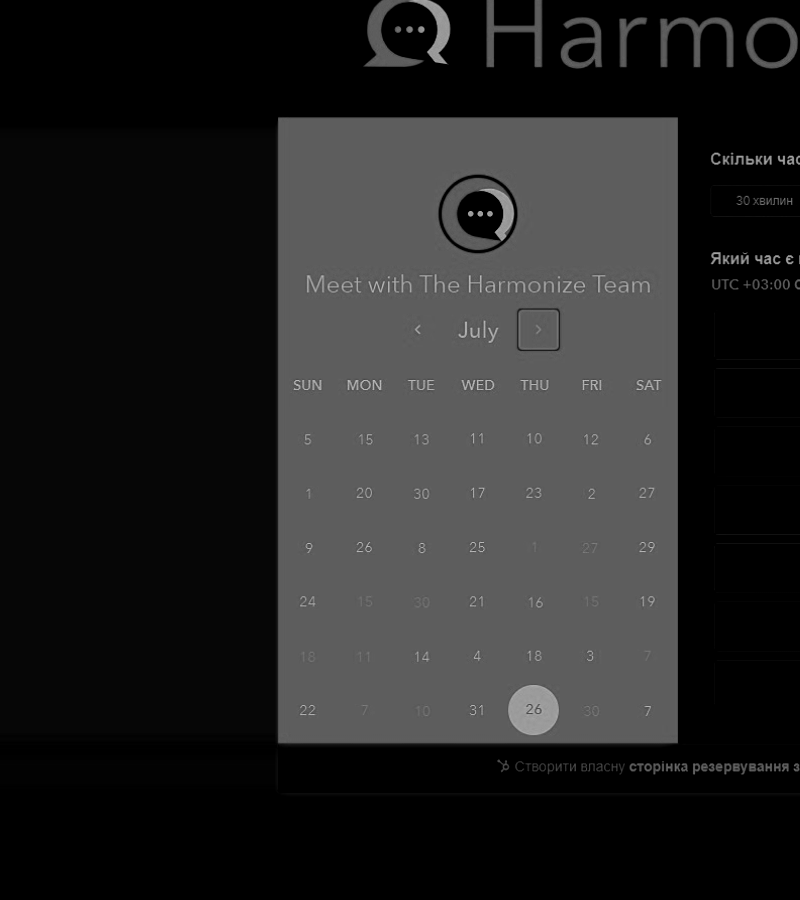 Harmo
Meet with The Harmonize Team
July
SUN MON TUE WED THU FRI SAT
5 15 13 11 10 12 6
1 20 30 17 23 2 27
9 26 8 25 1 27 29
24 15 30 21 16 15 19
18 11 14 4 18 3 7
22 7 10 31 26 30 7
Скільки час
30 хвилин
Який час є
UTC +03:00
Створити власну сторінка резервування з